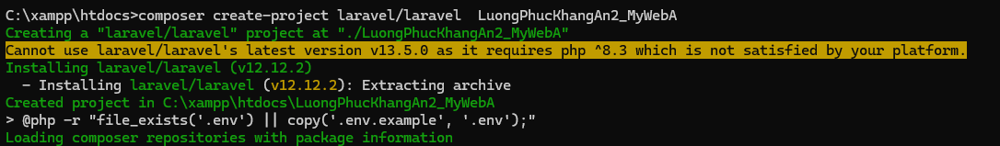 C:\xampp\htdocs>composer create-project laravel/laravel  LuongPhucKhangAn2_MyWebA
Creating a "laravel/laravel" project at "./LuongPhucKhangAn2_MyWebA"
Cannot use laravel/laravel's latest version v13.5.0 as it requires php ^8.3 which is not satisfied by your platform.
Installing laravel/laravel (v12.12.2)
  - Installing laravel/laravel (v12.12.2): Extracting archive
Created project in C:\xampp\htdocs\LuongPhucKhangAn2_MyWebA
> @php -r "file_exists('.env') || copy('.env.example', '.env');"
Loading composer repositories with package information